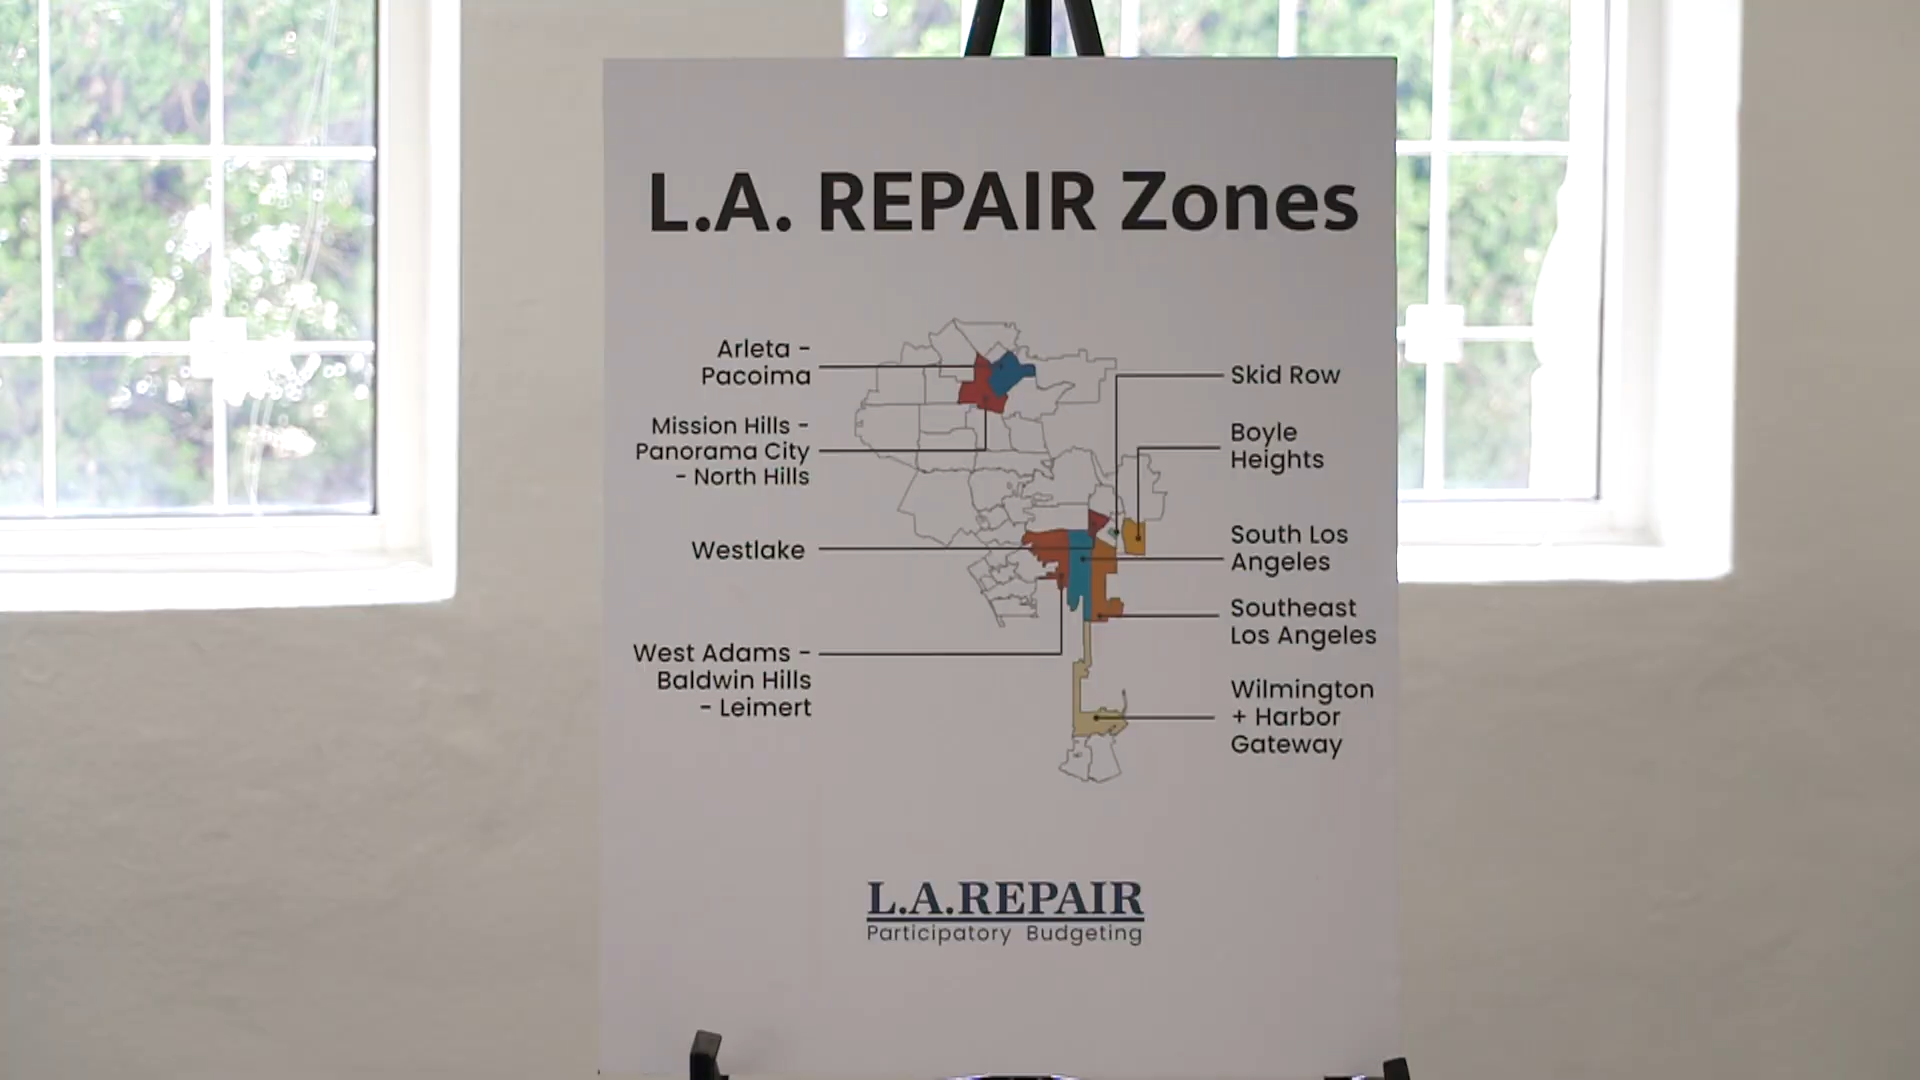 L.A. REPAIR Zones
Arleta -
Pacoima
Mission Hills -
Panorama City
- North Hills
Westlake
West Adams -
Baldwin Hills
- Leimert
Skid Row
Boyle
Heights
South Los
Angeles
Southeast
Los Angeles
Wilmington
+ Harbor
Gateway
L.A.REPAIR
Participatory Budgeting